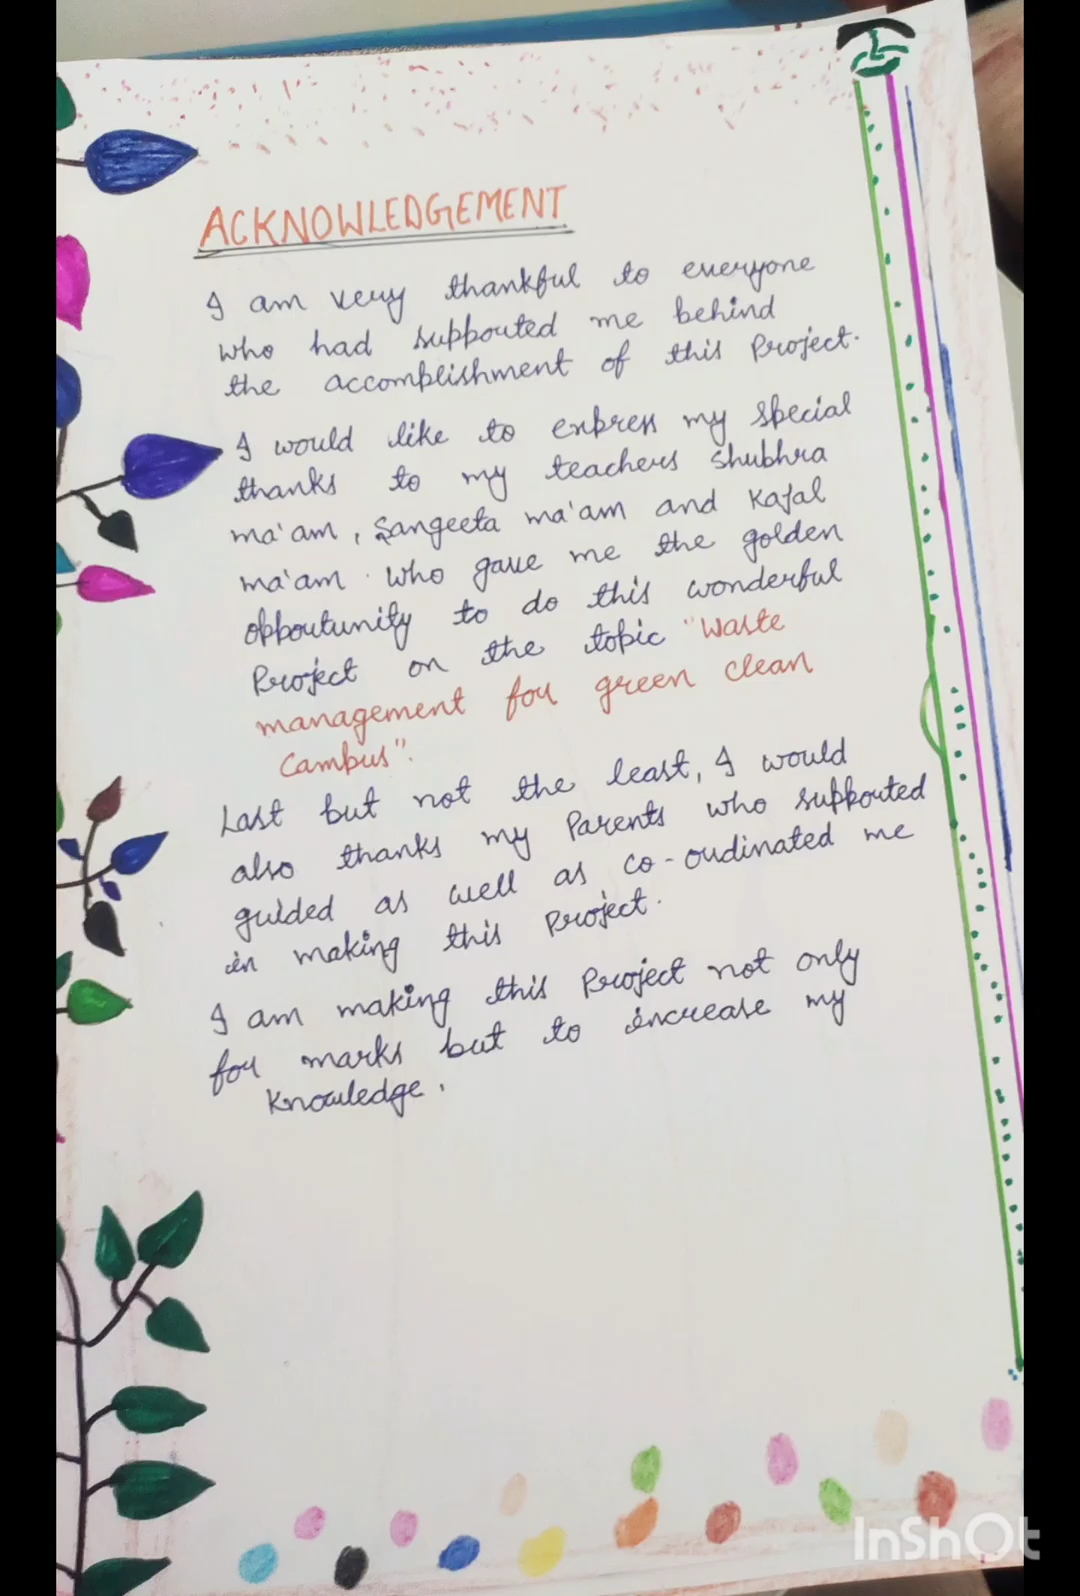 ACKNOWLEDGEMENT
I am very thankful to everyone
who had supported me behind
the accomplishment of this Project.
I would like to express my special
thanks to my teachers Shubhra
ma'am, Sangeeta ma'am and Kajal
ma'am. who gave me the golden
opportunity to do this wonderful
Project on the topic "Waste
management for green clean
Campus".
Last but not the least, I would
also thanks my Parents who supported
guided as well as co-ordinated me
in making this Project.
I am making this Project not only
for marks but to increase my
knowledge.
InShOt